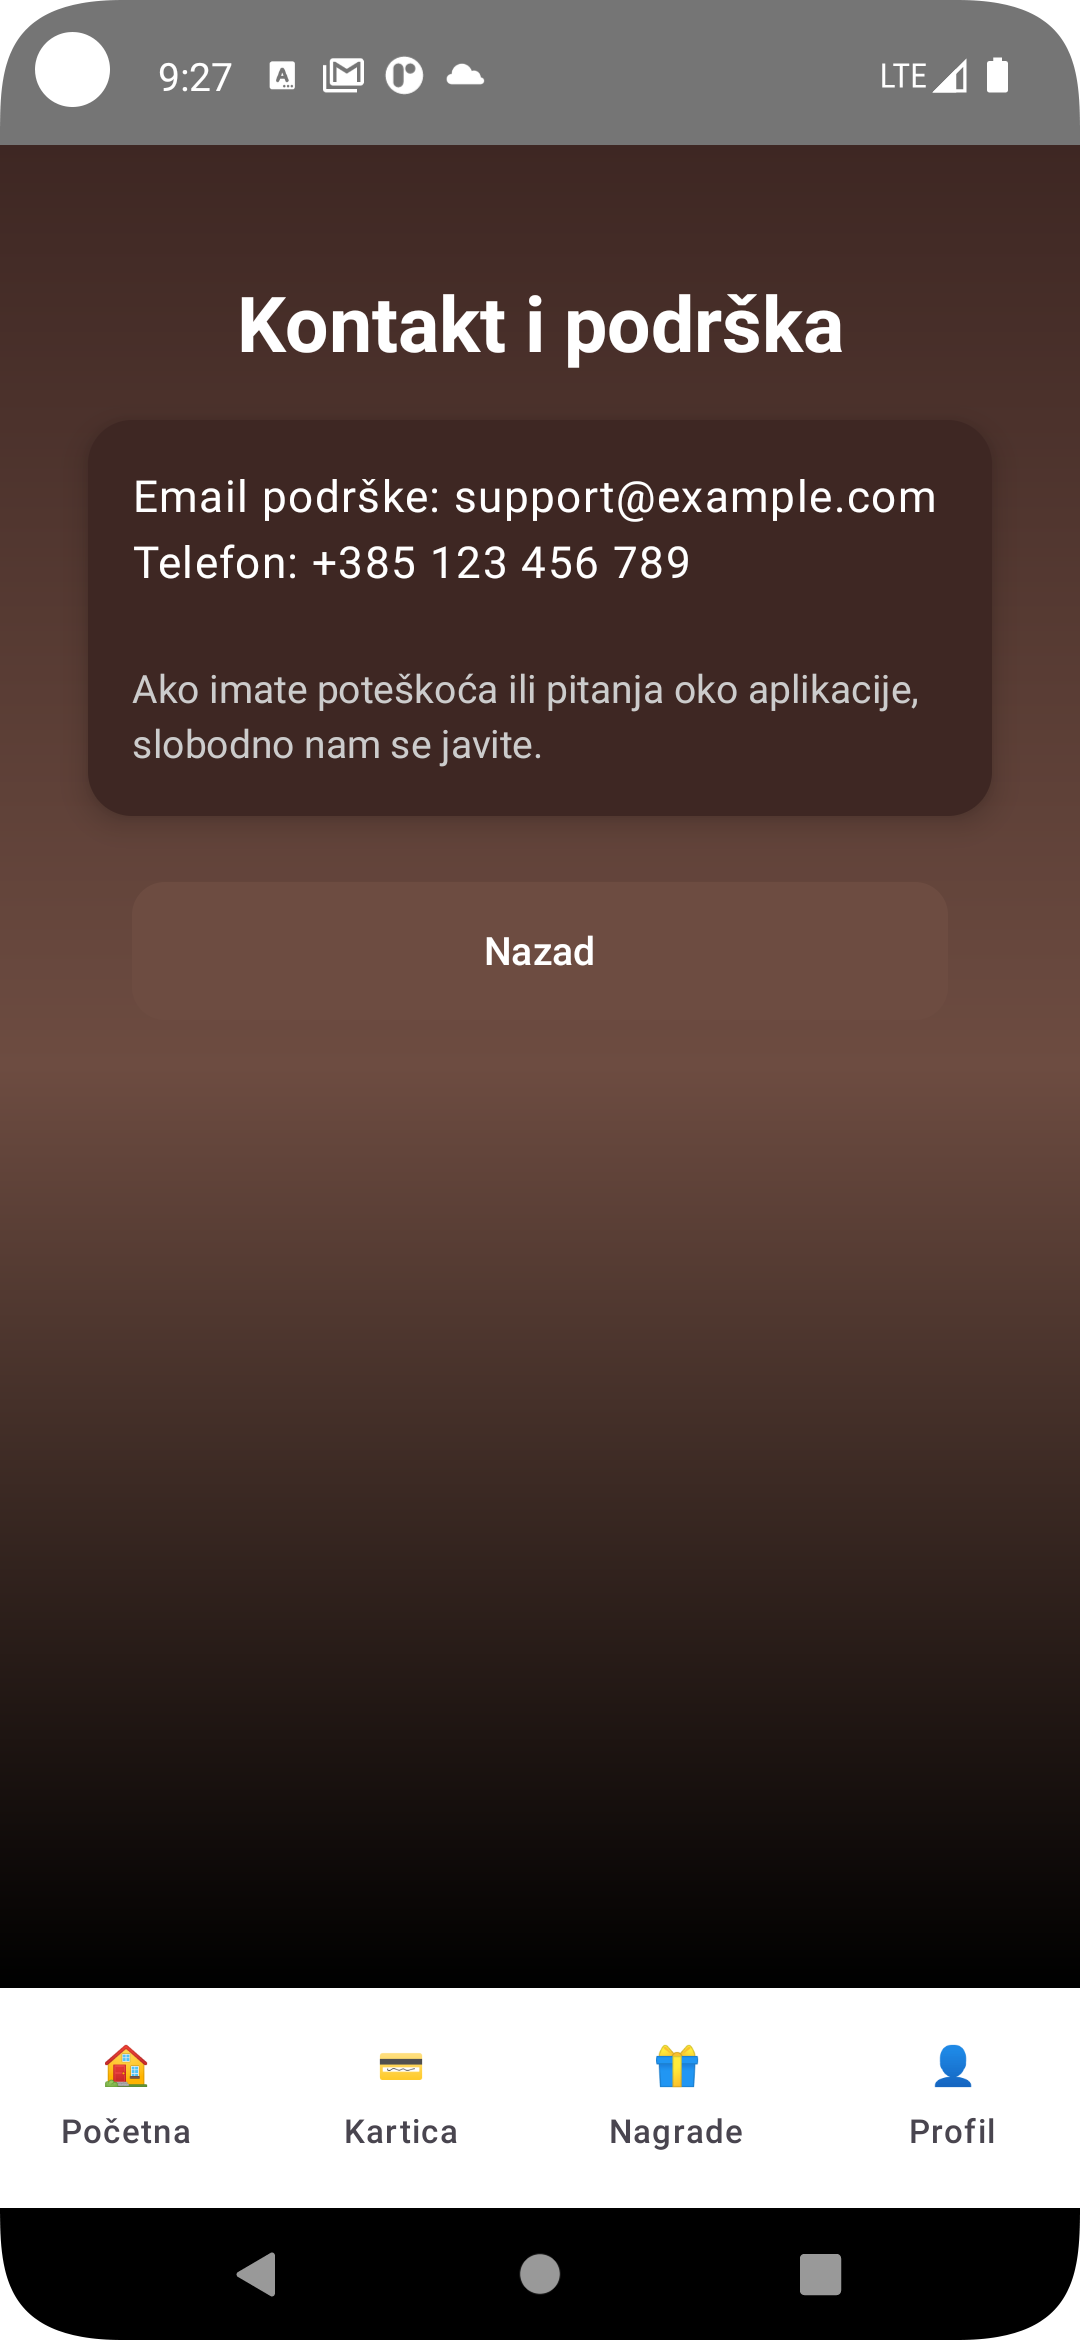 9:27
LTE
Kontakt i podrška
Email podrške: support@example.com
Telefon: +385 123 456 789
Ako imate poteškoća ili pitanja oko aplikacije,
slobodno nam se javite.
Nazad
Početna
Kartica
Nagrade
Profil